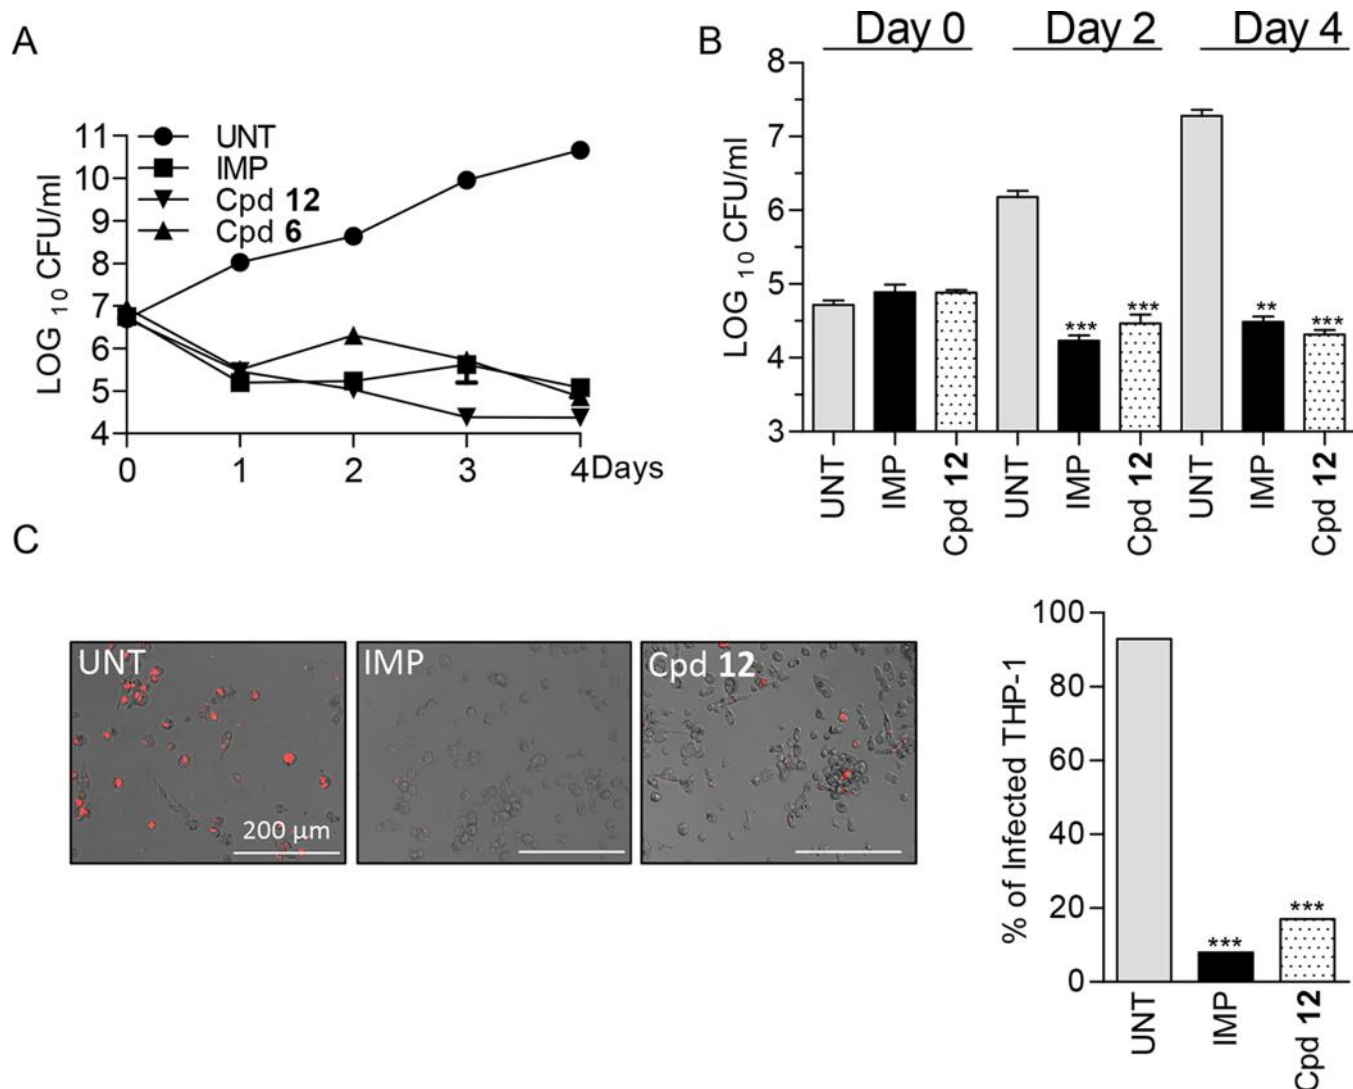 A
UNT
IMP
Cpd 12
Cpd 6
11
10
9
8
7
6
5
4
LOG 10 CFU/ml
0 1 2 3 4 Days
B
Day 0 Day 2 Day 4
8
7
6
5
4
3
LOG 10 CFU/ml
*** *** ** ***
UNT IMP Cpd 12 UNT IMP Cpd 12 UNT IMP Cpd 12
C
UNT IMP Cpd 12
200 µm
100
80
60
40
20
0
% of Infected THP-1
*** ***
UNT IMP Cpd 12